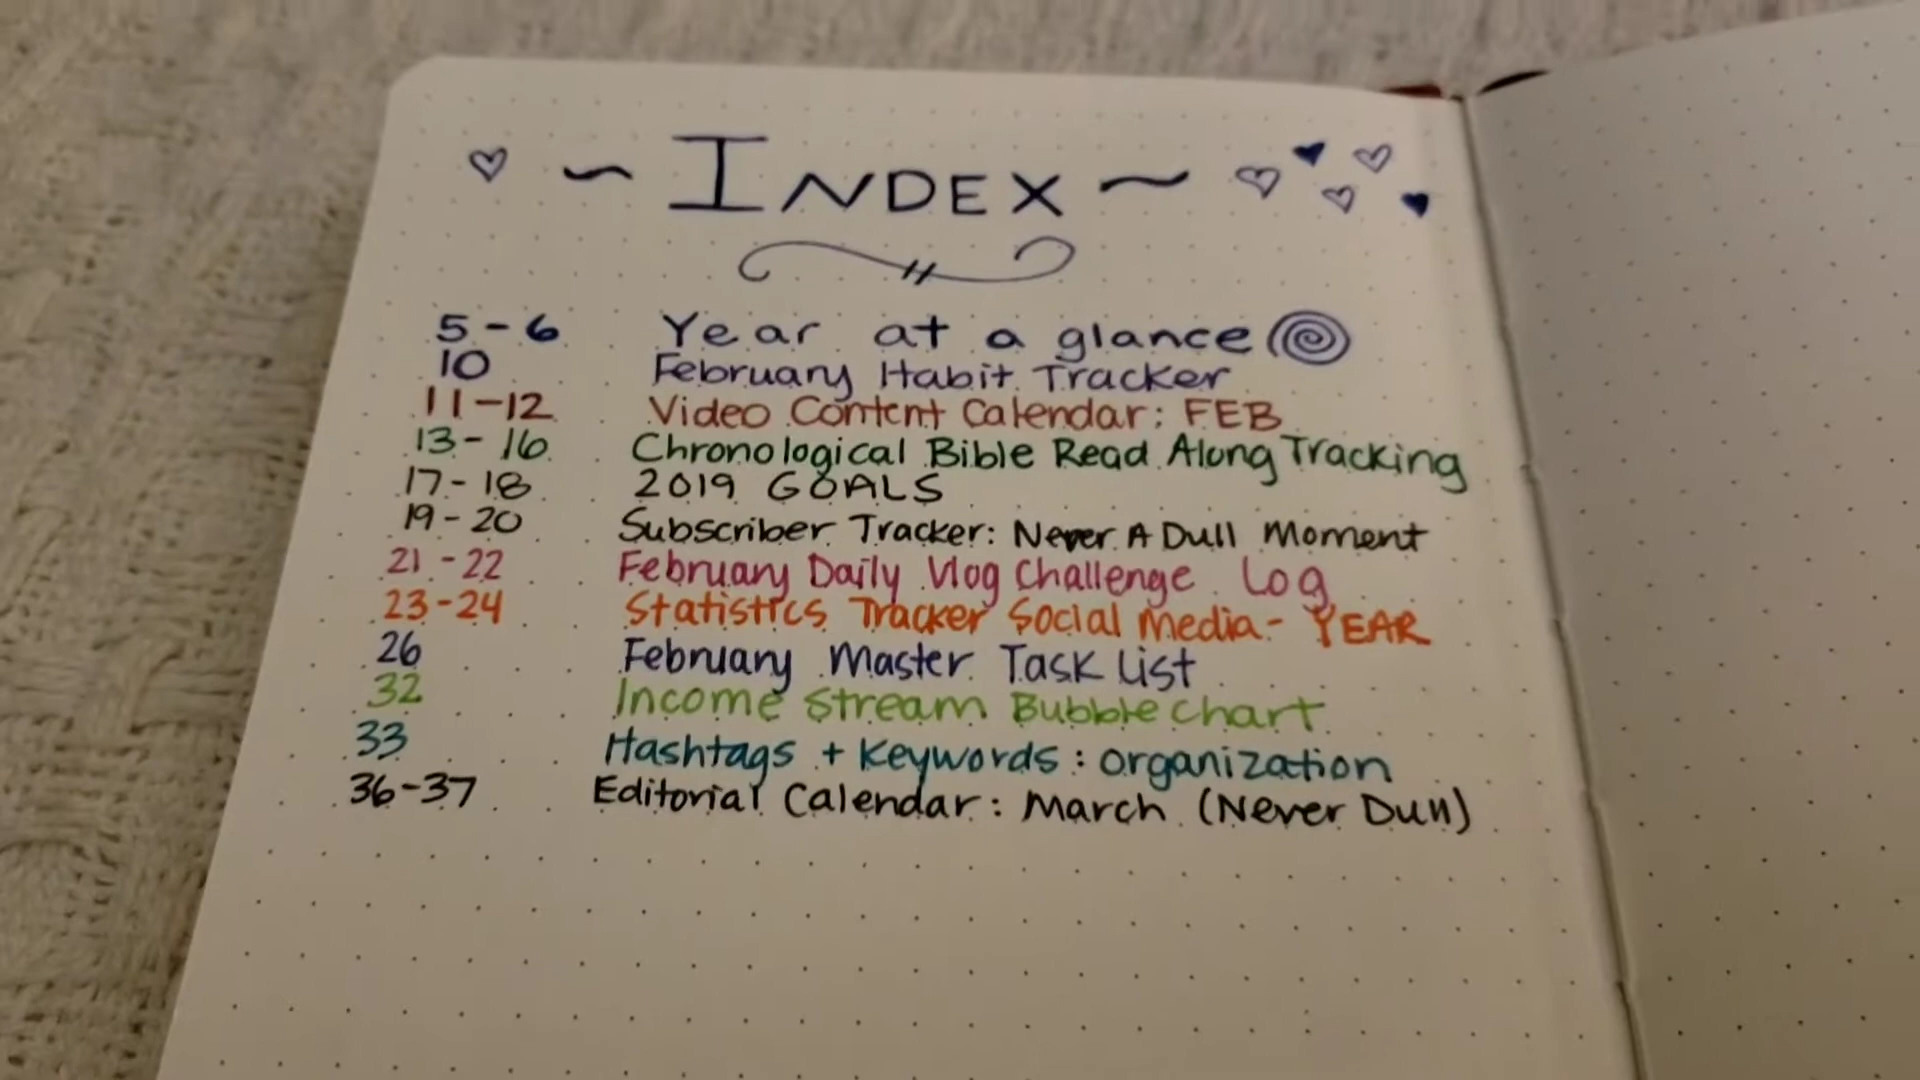 ~ INDEX ~
5-6 Year at a glance
10 February Habit Tracker
11-12 Video Content Calendar: FEB
13-16 Chronological Bible Read Along Tracking
17-18 2019 GOALS
19-20 Subscriber Tracker: Never A Dull Moment
21-22 February Daily Vlog Challenge Log
23-24 Statistics Tracker Social Media- YEAR
26 February Master Task List
32 Income Stream Bubble chart
33 Hashtags + Keywords: organization
36-37 Editorial Calendar: March (Never Dull)